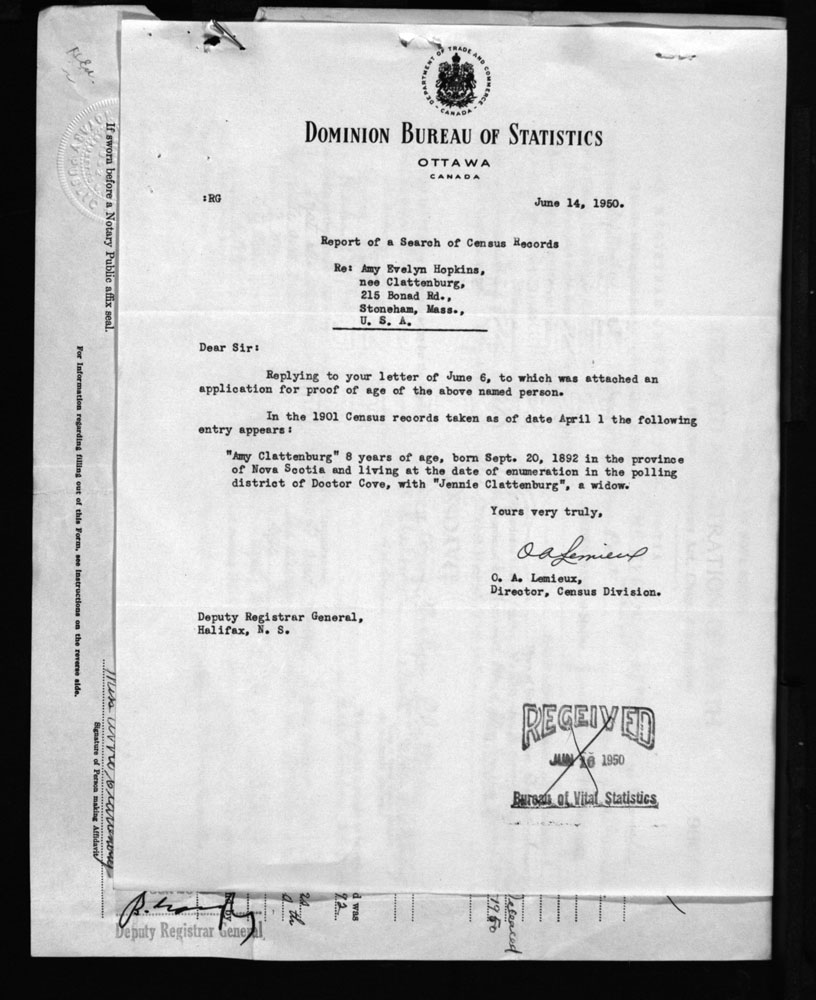 DEPARTMENT OF TRADE AND COMMERCE
CANADA
DOMINION BUREAU OF STATISTICS
OTTAWA
CANADA
:RG
June 14, 1950.
Report of a Search of Census Records
Re: Amy Evelyn Hopkins,
nee Clattenburg,
215 Bonad Rd.,
Stoneham, Mass.,
U. S. A.
Dear Sir:
Replying to your letter of June 6, to which was attached an
application for proof of age of the above named person.
In the 1901 Census records taken as of date April 1 the following
entry appears:
"Amy Clattenburg" 8 years of age, born Sept. 20, 1892 in the province
of Nova Scotia and living at the date of enumeration in the polling
district of Doctor Cove, with "Jennie Clattenburg", a widow.
Yours very truly,
O A Lemieux
O. A. Lemieux,
Director, Census Division.
Deputy Registrar General,
Halifax, N. S.
RECEIVED
JUN 16 1950
Bureau of Vital Statistics
If sworn before a Notary Public affix seal.
For information regarding filling out of this Form, see Instructions on the reverse side.
Signature of Person making Affidavit
d was
92
1950
Deputy Registrar General